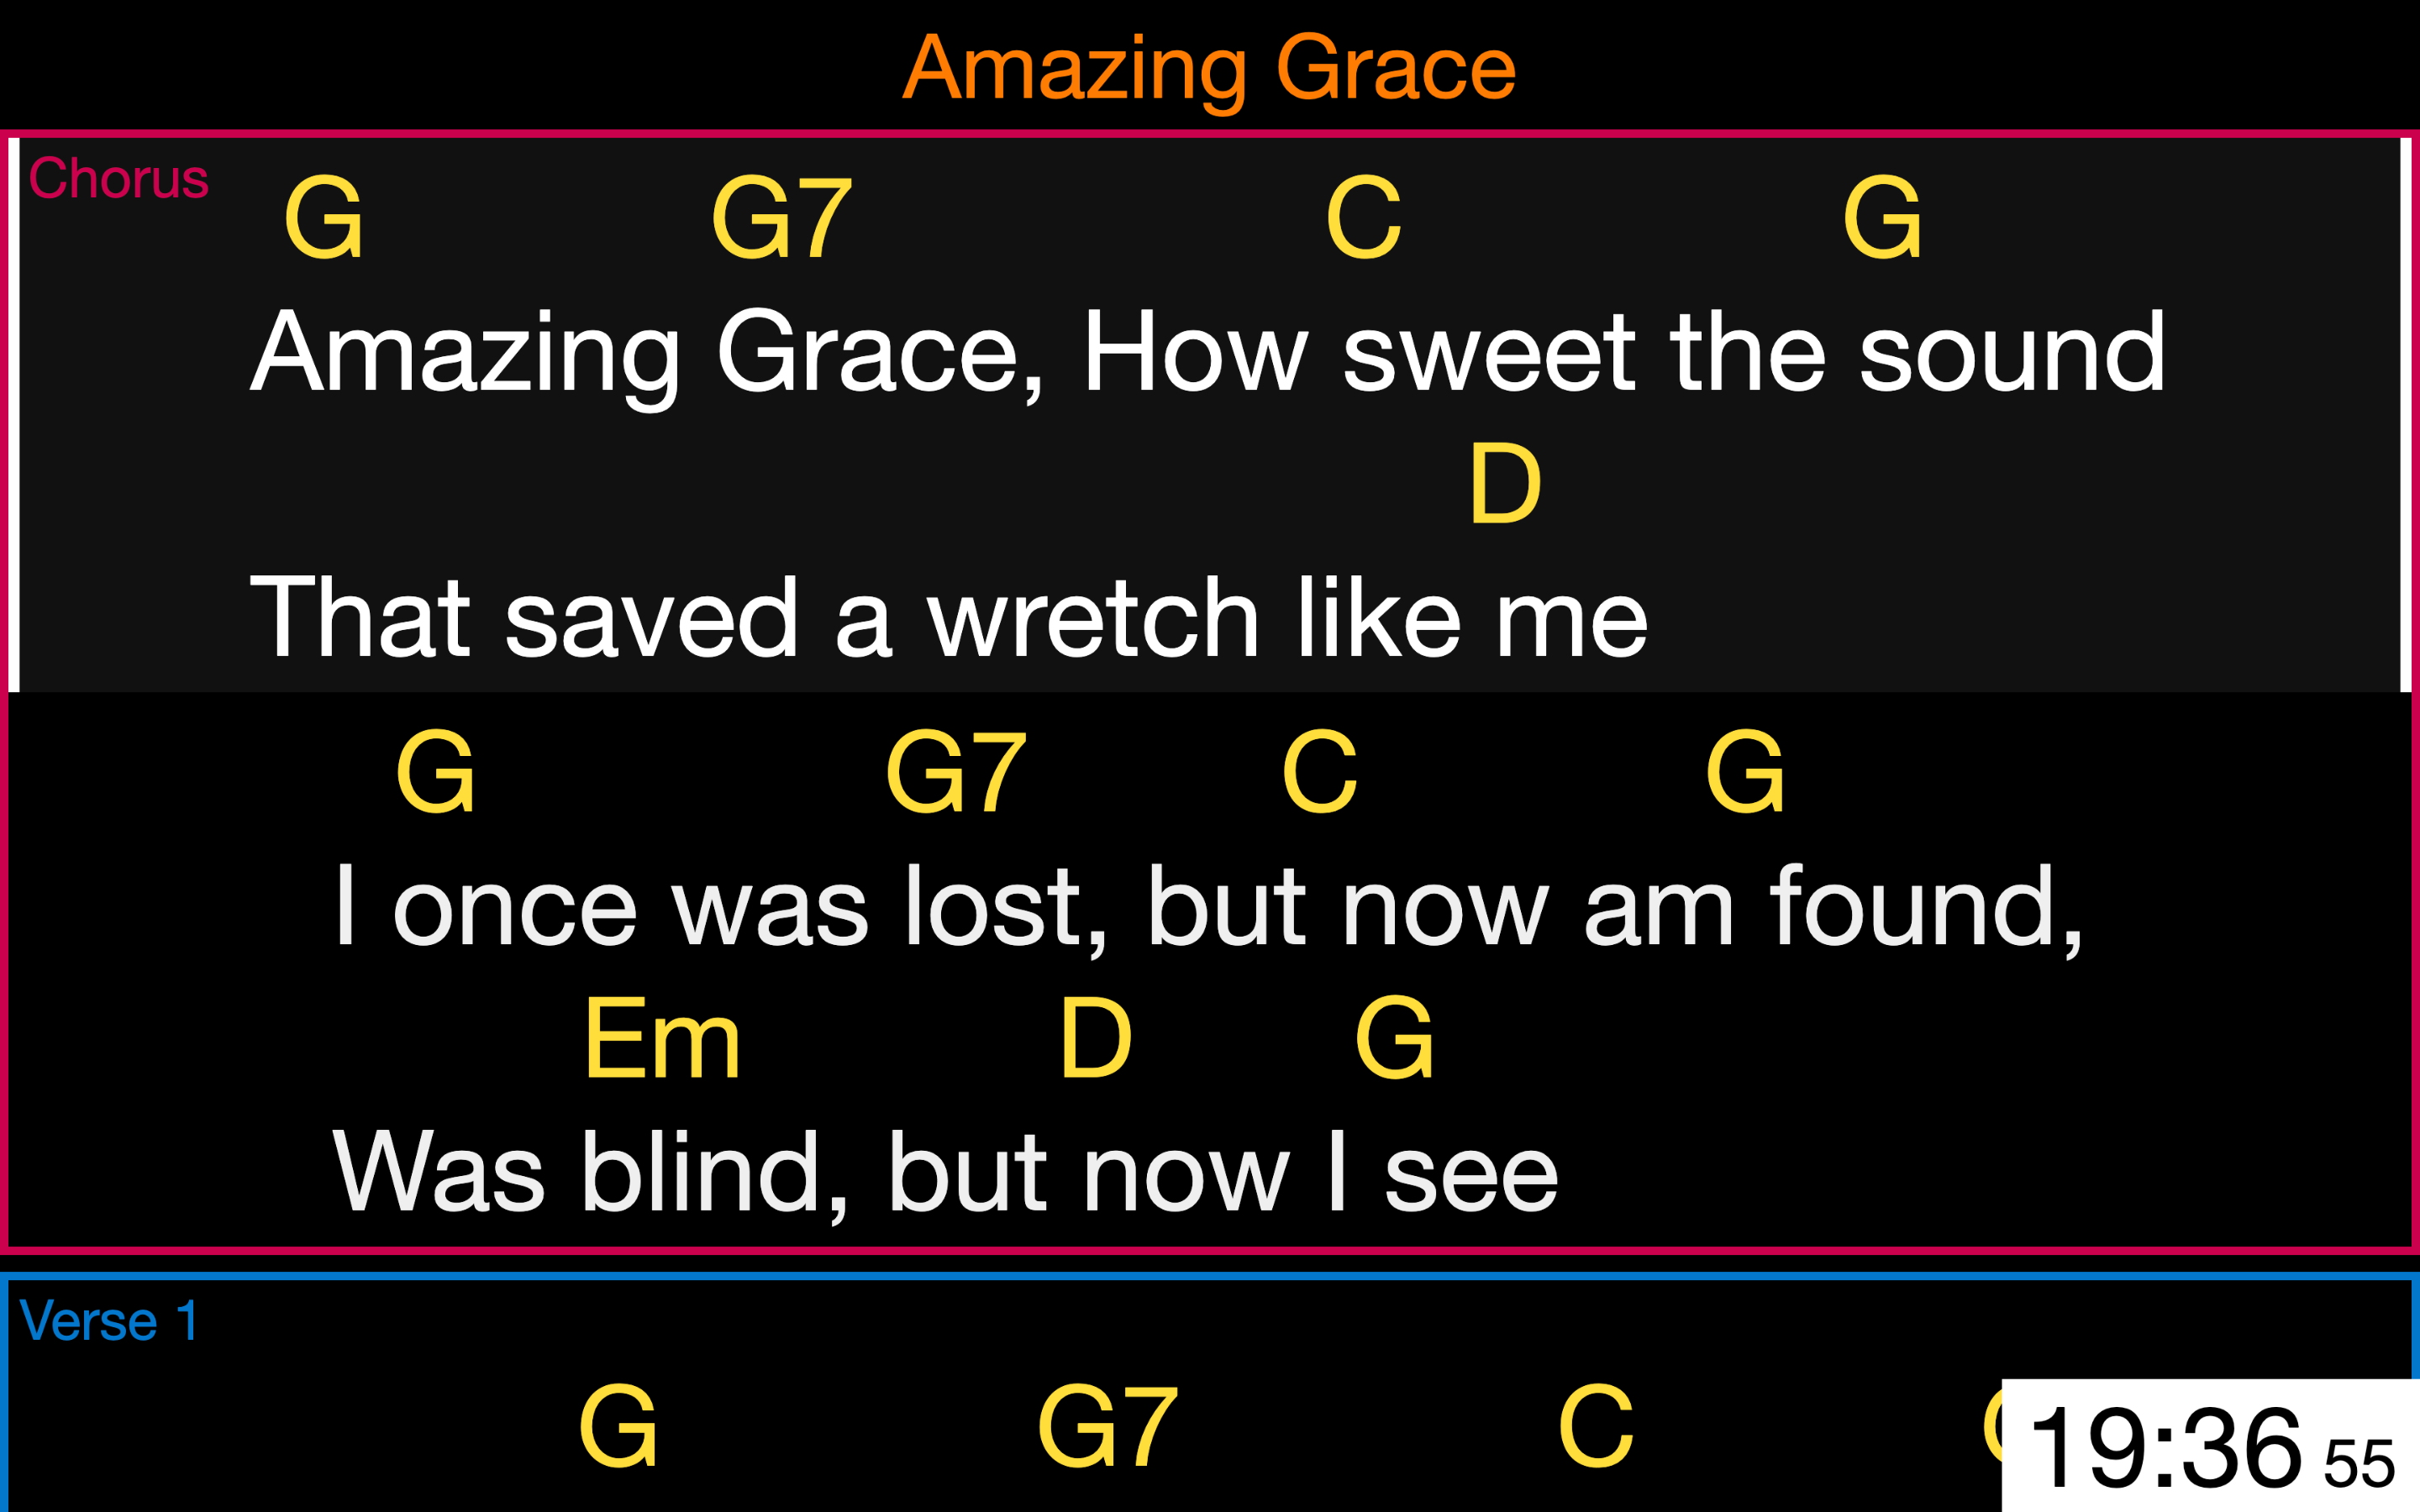 Amazing Grace
Chorus
G G7 C G
Amazing Grace, How sweet the sound
D
That saved a wretch like me
G G7 C G
I once was lost, but now am found,
Em D G
Was blind, but now I see
Verse 1
G G7 C
19:36 55